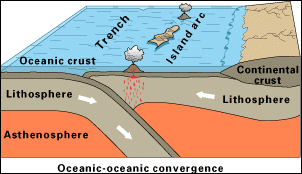 Trench
Island arc
Oceanic crust
Continental
crust
Lithosphere
Lithosphere
Asthenosphere
Oceanic-oceanic convergence